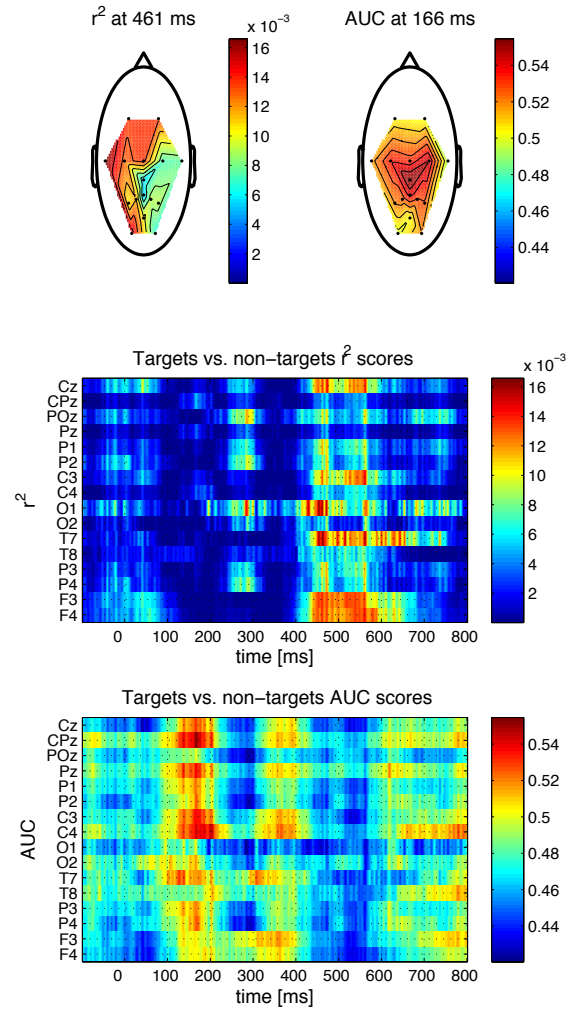 r² at 461 ms
AUC at 166 ms
x 10⁻³
16
14
12
10
8
6
4
2
0.54
0.52
0.5
0.48
0.46
0.44
Targets vs. non−targets r² scores
x 10⁻³
Cz
CPz
POz
Pz
P1
P2
C3
C4
O1
O2
T7
T8
P3
P4
F3
F4
r²
0 100 200 300 400 500 600 700 800
time [ms]
16
14
12
10
8
6
4
2
Targets vs. non−targets AUC scores
Cz
CPz
POz
Pz
P1
P2
C3
C4
O1
O2
T7
T8
P3
P4
F3
F4
AUC
0 100 200 300 400 500 600 700 800
time [ms]
0.54
0.52
0.5
0.48
0.46
0.44